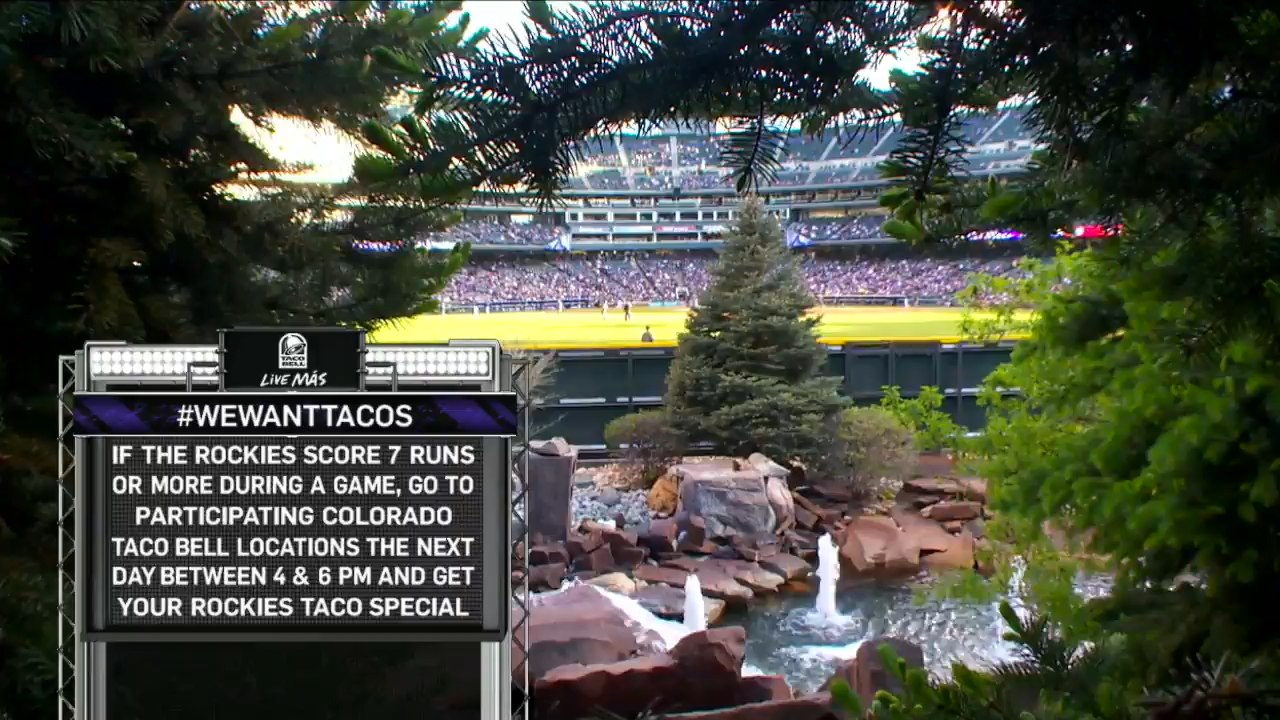 TACO
BELL
LIVE MÁS
#WEWANTTACOS
IF THE ROCKIES SCORE 7 RUNS
OR MORE DURING A GAME, GO TO
PARTICIPATING COLORADO
TACO BELL LOCATIONS THE NEXT
DAY BETWEEN 4 & 6 PM AND GET
YOUR ROCKIES TACO SPECIAL